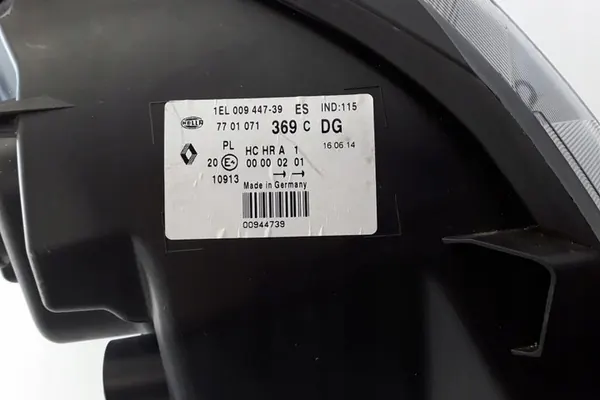 1EL 009 447-39 ES IND:115
HELLA 77 01 071 369 C DG
PL HC HR A 1 16 06 14
20 E4 00 00 02 01
10913 →→
Made in Germany
00944739